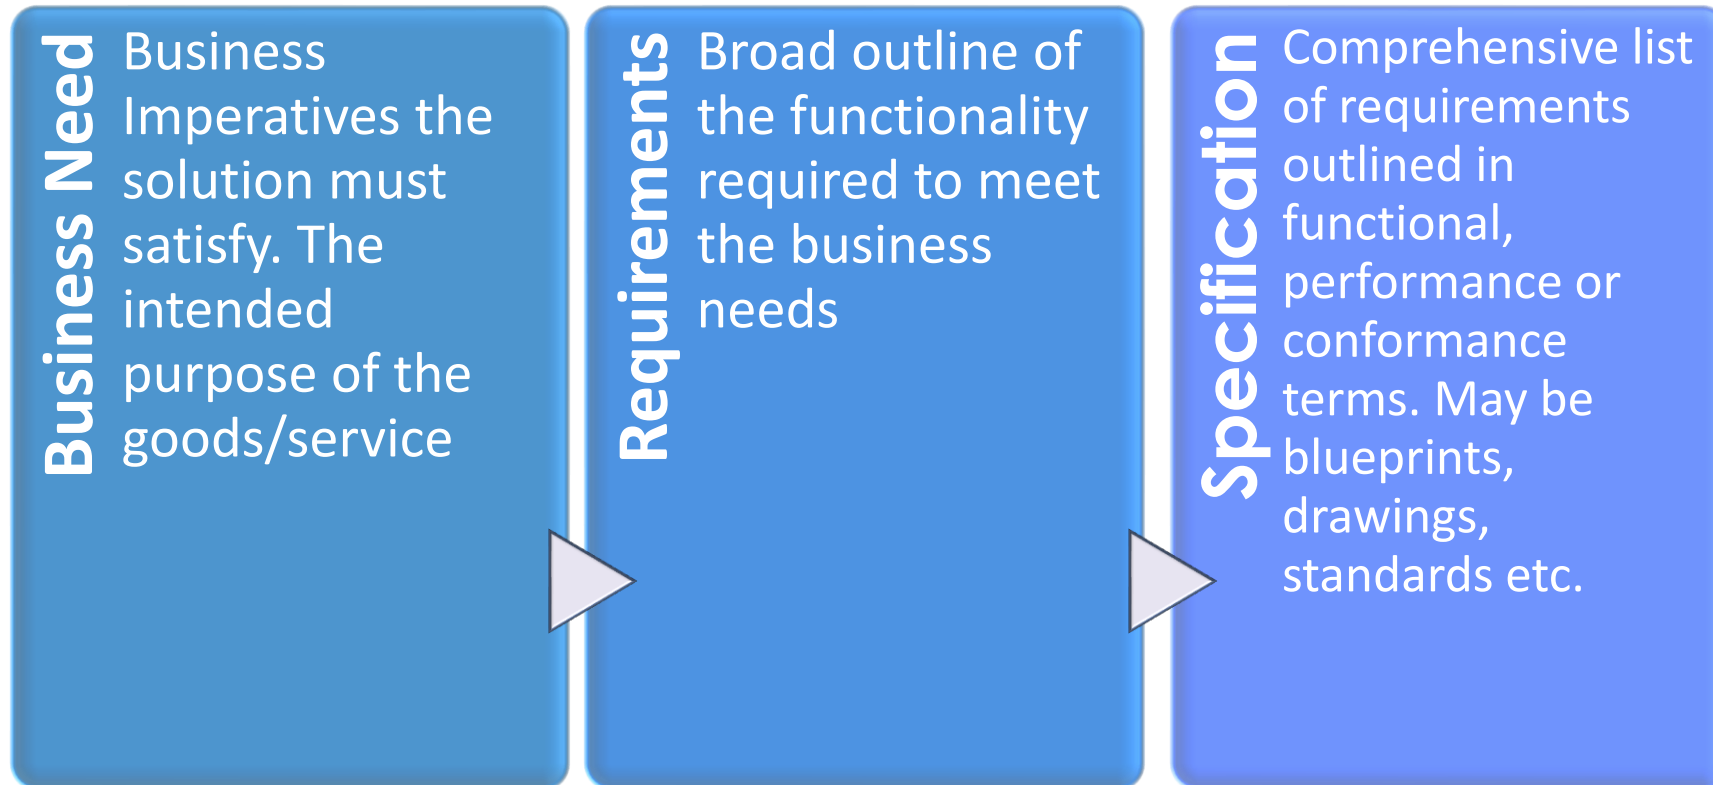 Business Need
Business
Imperatives the
solution must
satisfy. The
intended
purpose of the
goods/service
Requirements
Broad outline of
the functionality
required to meet
the business
needs
Specification
Comprehensive list
of requirements
outlined in
functional,
performance or
conformance
terms. May be
blueprints,
drawings,
standards etc.